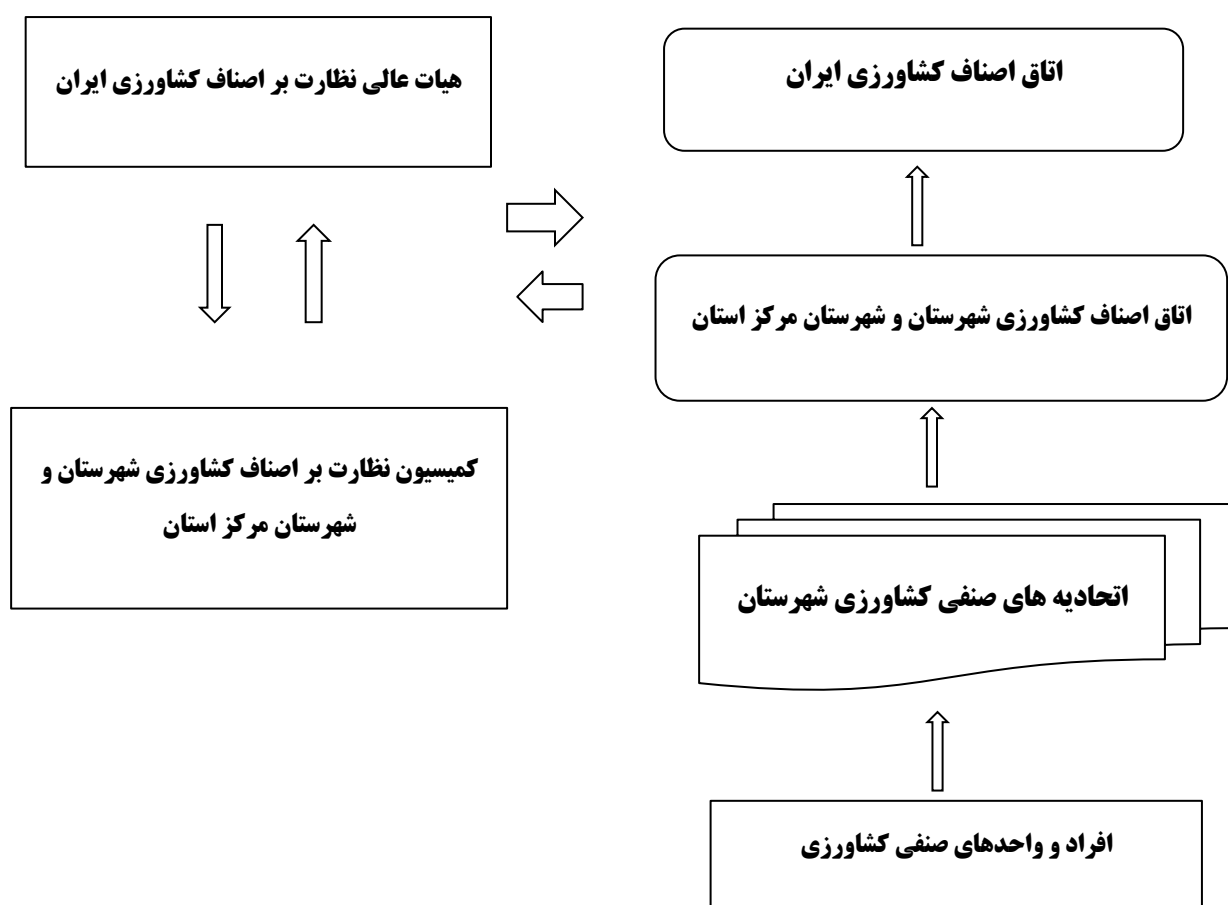 اتاق اصناف کشاورزی ایران
هیات عالی نظارت بر اصناف کشاورزی ایران
اتاق اصناف کشاورزی شهرستان و شهرستان مرکز استان
کمیسیون نظارت بر اصناف کشاورزی شهرستان و
شهرستان مرکز استان
اتحادیه های صنفی کشاورزی شهرستان
افراد و واحدهای صنفی کشاورزی